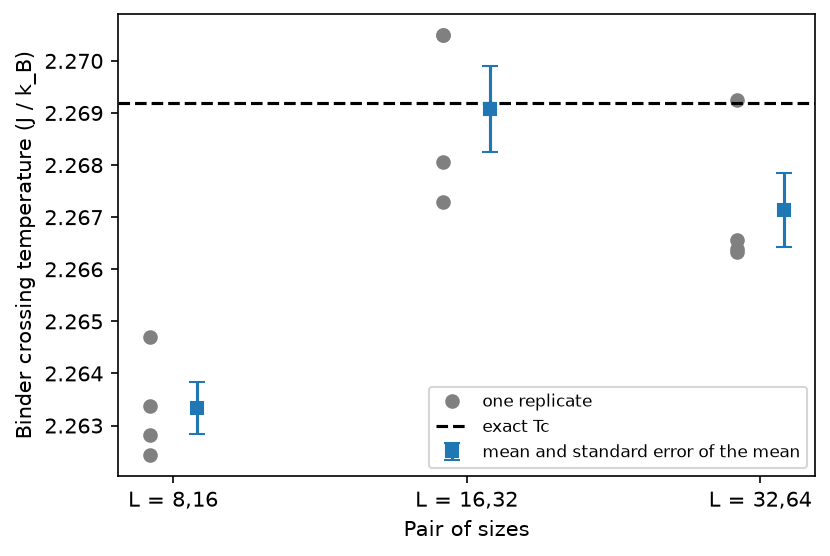 Binder crossing temperature (J / k_B)
2.270
2.269
2.268
2.267
2.266
2.265
2.264
2.263
one replicate
exact Tc
mean and standard error of the mean
L = 8,16
L = 16,32
L = 32,64
Pair of sizes